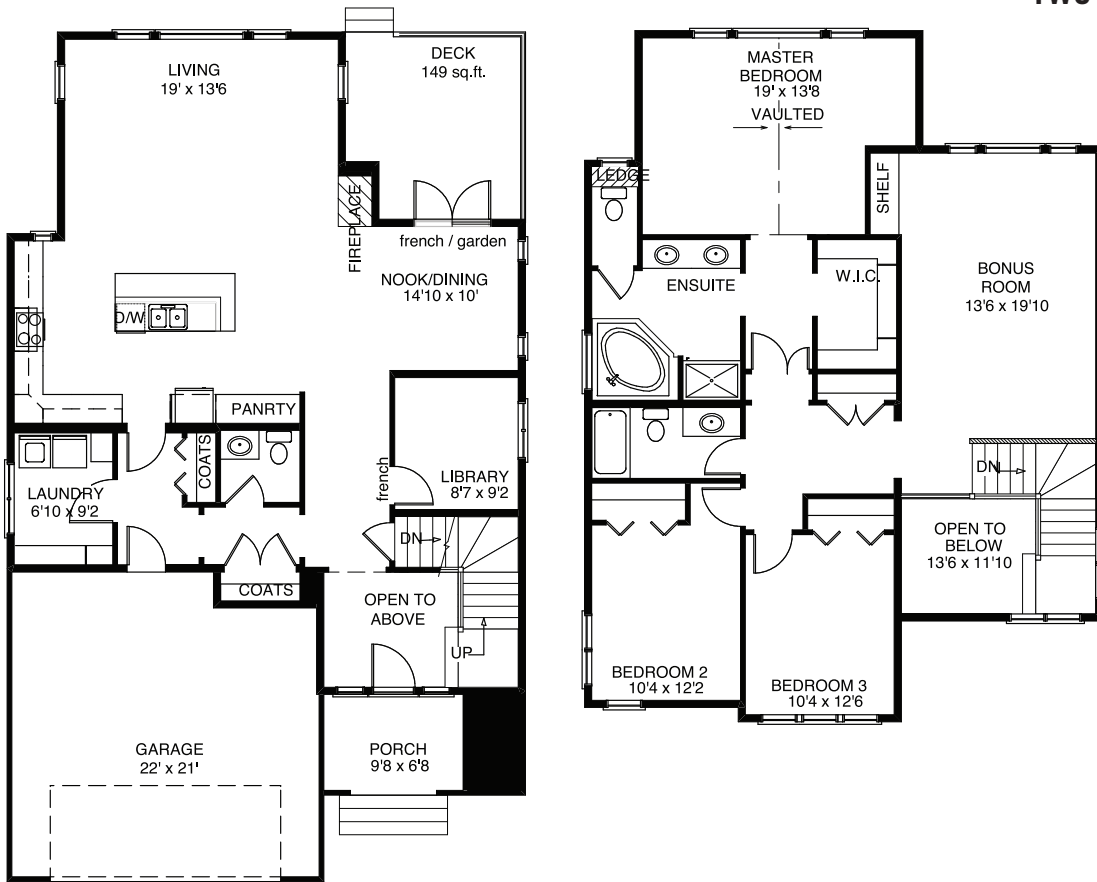 LIVING
19' x 13'6
DECK
149 sq.ft.
FIREPLACE
french / garden
NOOK/DINING
14'10 x 10'
D/W
PANRTY
COATS
LAUNDRY
6'10 x 9'2
french
LIBRARY
8'7 x 9'2
DN
COATS
OPEN TO
ABOVE
UP
GARAGE
22' x 21'
PORCH
9'8 x 6'8
MASTER
BEDROOM
19' x 13'8
VAULTED
LEDGE
SHELF
ENSUITE
W.I.C.
BONUS
ROOM
13'6 x 19'10
DN
OPEN TO
BELOW
13'6 x 11'10
BEDROOM 2
10'4 x 12'2
BEDROOM 3
10'4 x 12'6